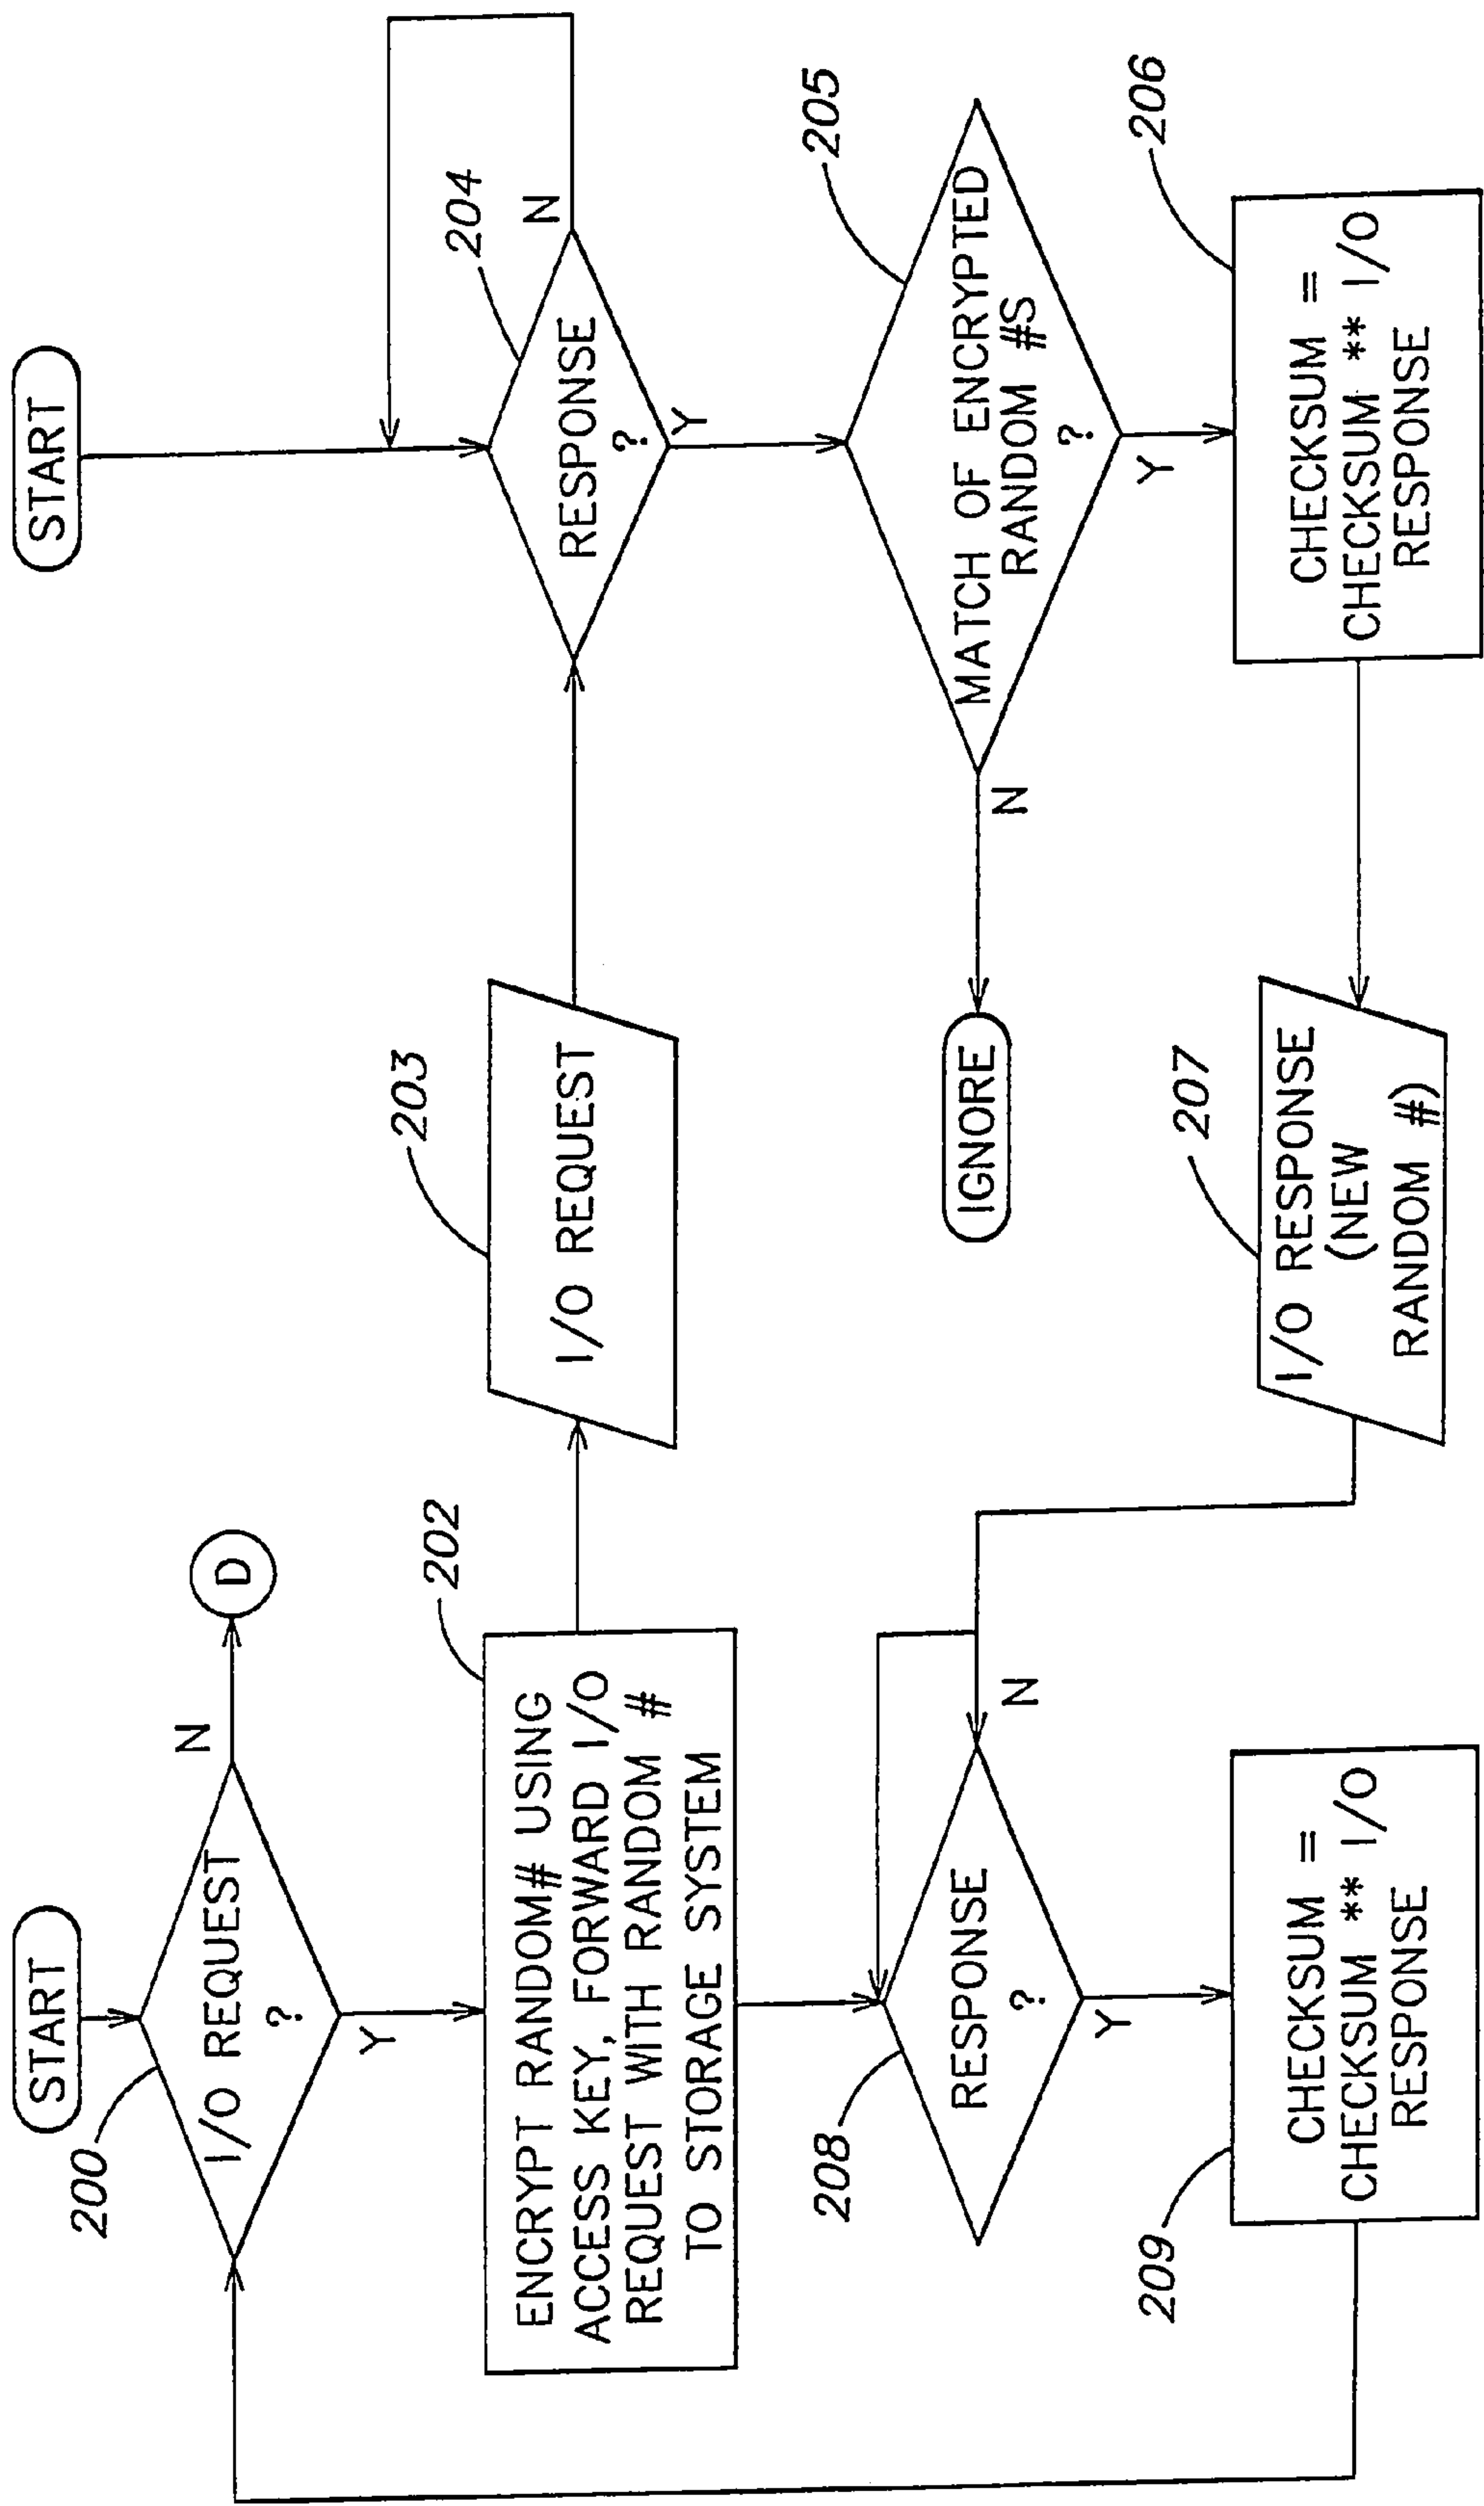 START
200
I/O REQUEST
?
N
D
Y
202
ENCRYPT RANDOM# USING
ACCESS KEY, FORWARD I/O
REQUEST WITH RANDOM #
TO STORAGE SYSTEM
203
I/O REQUEST
START
204
RESPONSE
?
N
Y
205
MATCH OF ENCRYPTED
RANDOM #S
?
N
IGNORE
Y
206
CHECKSUM =
CHECKSUM ** I/O
RESPONSE
207
I/O RESPONSE
(NEW
RANDOM #)
208
RESPONSE
?
N
Y
209
CHECKSUM =
CHECKSUM ** I/O
RESPONSE